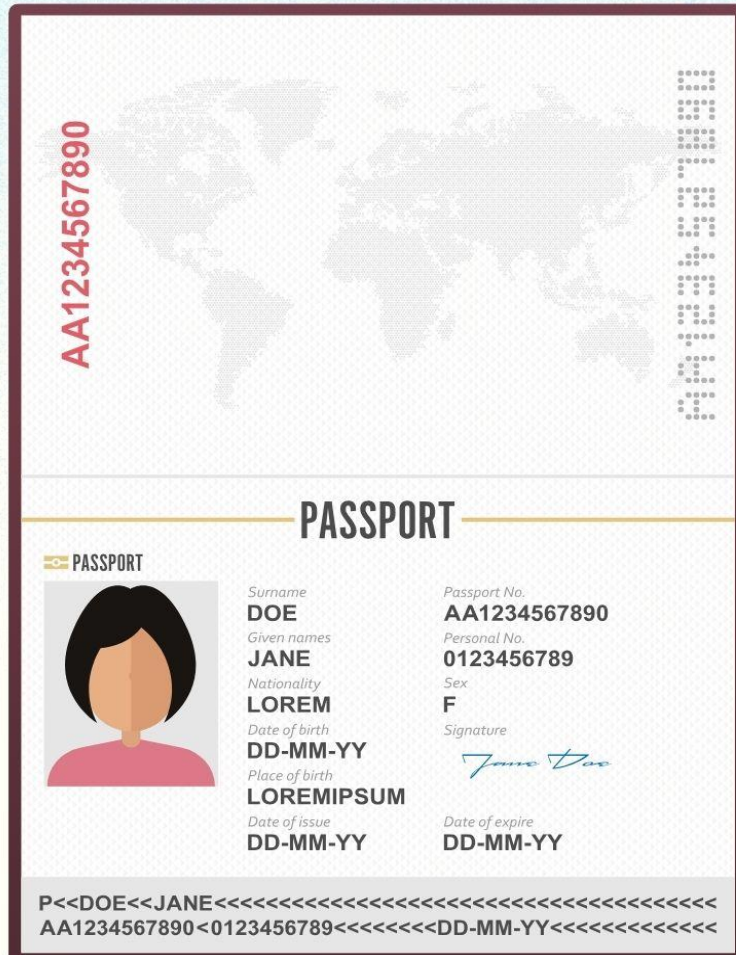 AA1234567890
AA1234567890
PASSPORT
PASSPORT
Surname
DOE
Given names
JANE
Nationality
LOREM
Date of birth
DD-MM-YY
Place of birth
LOREMIPSUM
Date of issue
DD-MM-YY
Passport No.
AA1234567890
Personal No.
0123456789
Sex
F
Signature
Jane Doe
Date of expire
DD-MM-YY
P<<DOE<<JANE<<<<<<<<<<<<<<<<<<<<<<<<<<<<<<<<<<<<<<<
AA1234567890<0123456789<<<<<<<<DD-MM-YY<<<<<<<<<<<<<